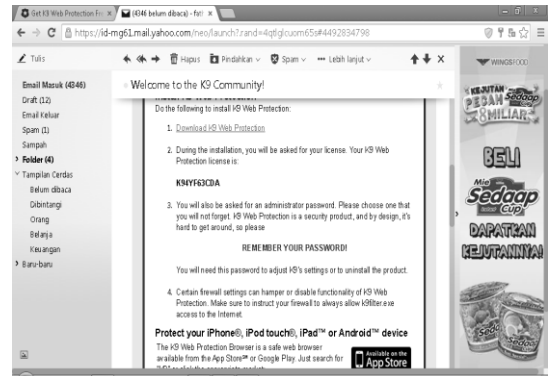 Get K9 Web Protection Fre
(4346 belum dibaca) - fat
https://id-mg61.mail.yahoo.com/neo/launch?.rand=4qtlglcuom65s#4492834798
Tulis
Hapus
Pindahkan
Spam
Lebih lanjut
Email Masuk (4346)
Draft (12)
Email Keluar
Spam (1)
Sampah
Folder (4)
Tampilan Cerdas
Belum dibaca
Dibintangi
Orang
Belanja
Keuangan
Baru-baru
Welcome to the K9 Community!
Install K9 Web Protection:
Do the following to install K9 Web Protection:
1. Download K9 Web Protection
2. During the installation, you will be asked for your license. Your K9 Web
Protection license is:
K94YF63CDA
3. You will also be asked for an administrator password. Please choose one that
you will not forget. K9 Web Protection is a security product, and by design, it's
hard to get around, so please
REMEMBER YOUR PASSWORD!
You will need this password to adjust K9's settings or to uninstall the product.
4. Certain firewall settings can hamper or disable functionality of K9 Web
Protection. Make sure to instruct your firewall to always allow k9filter.exe
access to the Internet.
Protect your iPhone®, iPod touch®, iPad™ or Android™ device
The K9 Web Protection Browser is a safe web browser
available from the App Store℠ or Google Play. Just search for
Available on the
App Store
WINGSFOOD
KEJUTAN Sedaap
PECAH
8 MILIAR
BELI
Mie
Sedaap
Cup
DAPATKAN
KEJUTANNYA!